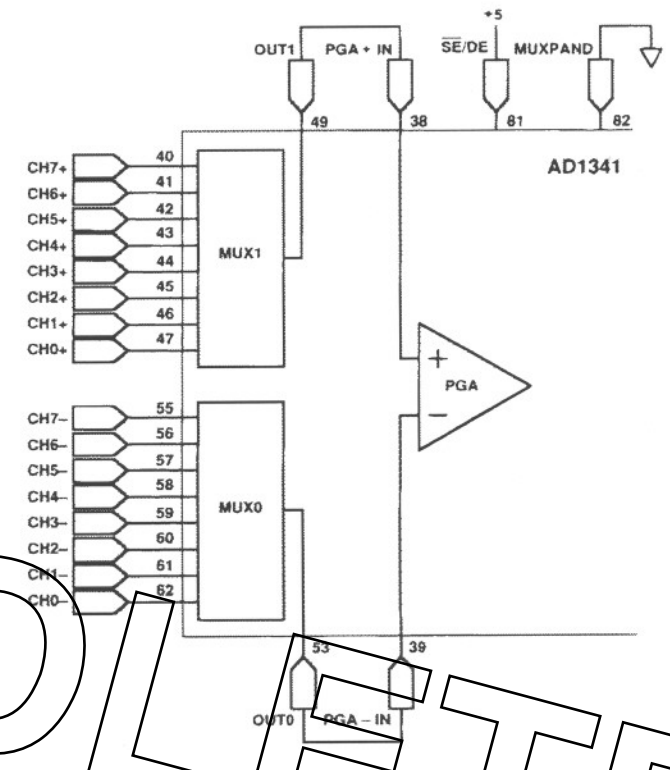 +5
OUT1 PGA + IN SE/DE MUXPAND
49 38 81 82
AD1341
CH7+ 40
CH6+ 41
CH5+ 42
CH4+ 43
CH3+ 44
CH2+ 45
CH1+ 46
CH0+ 47
MUX1
+
PGA
−
CH7− 55
CH6− 56
CH5− 57
CH4− 58
CH3− 59
CH2− 60
CH1− 61
CH0− 62
MUX0
53 39
OUT0 PGA − IN
OLET